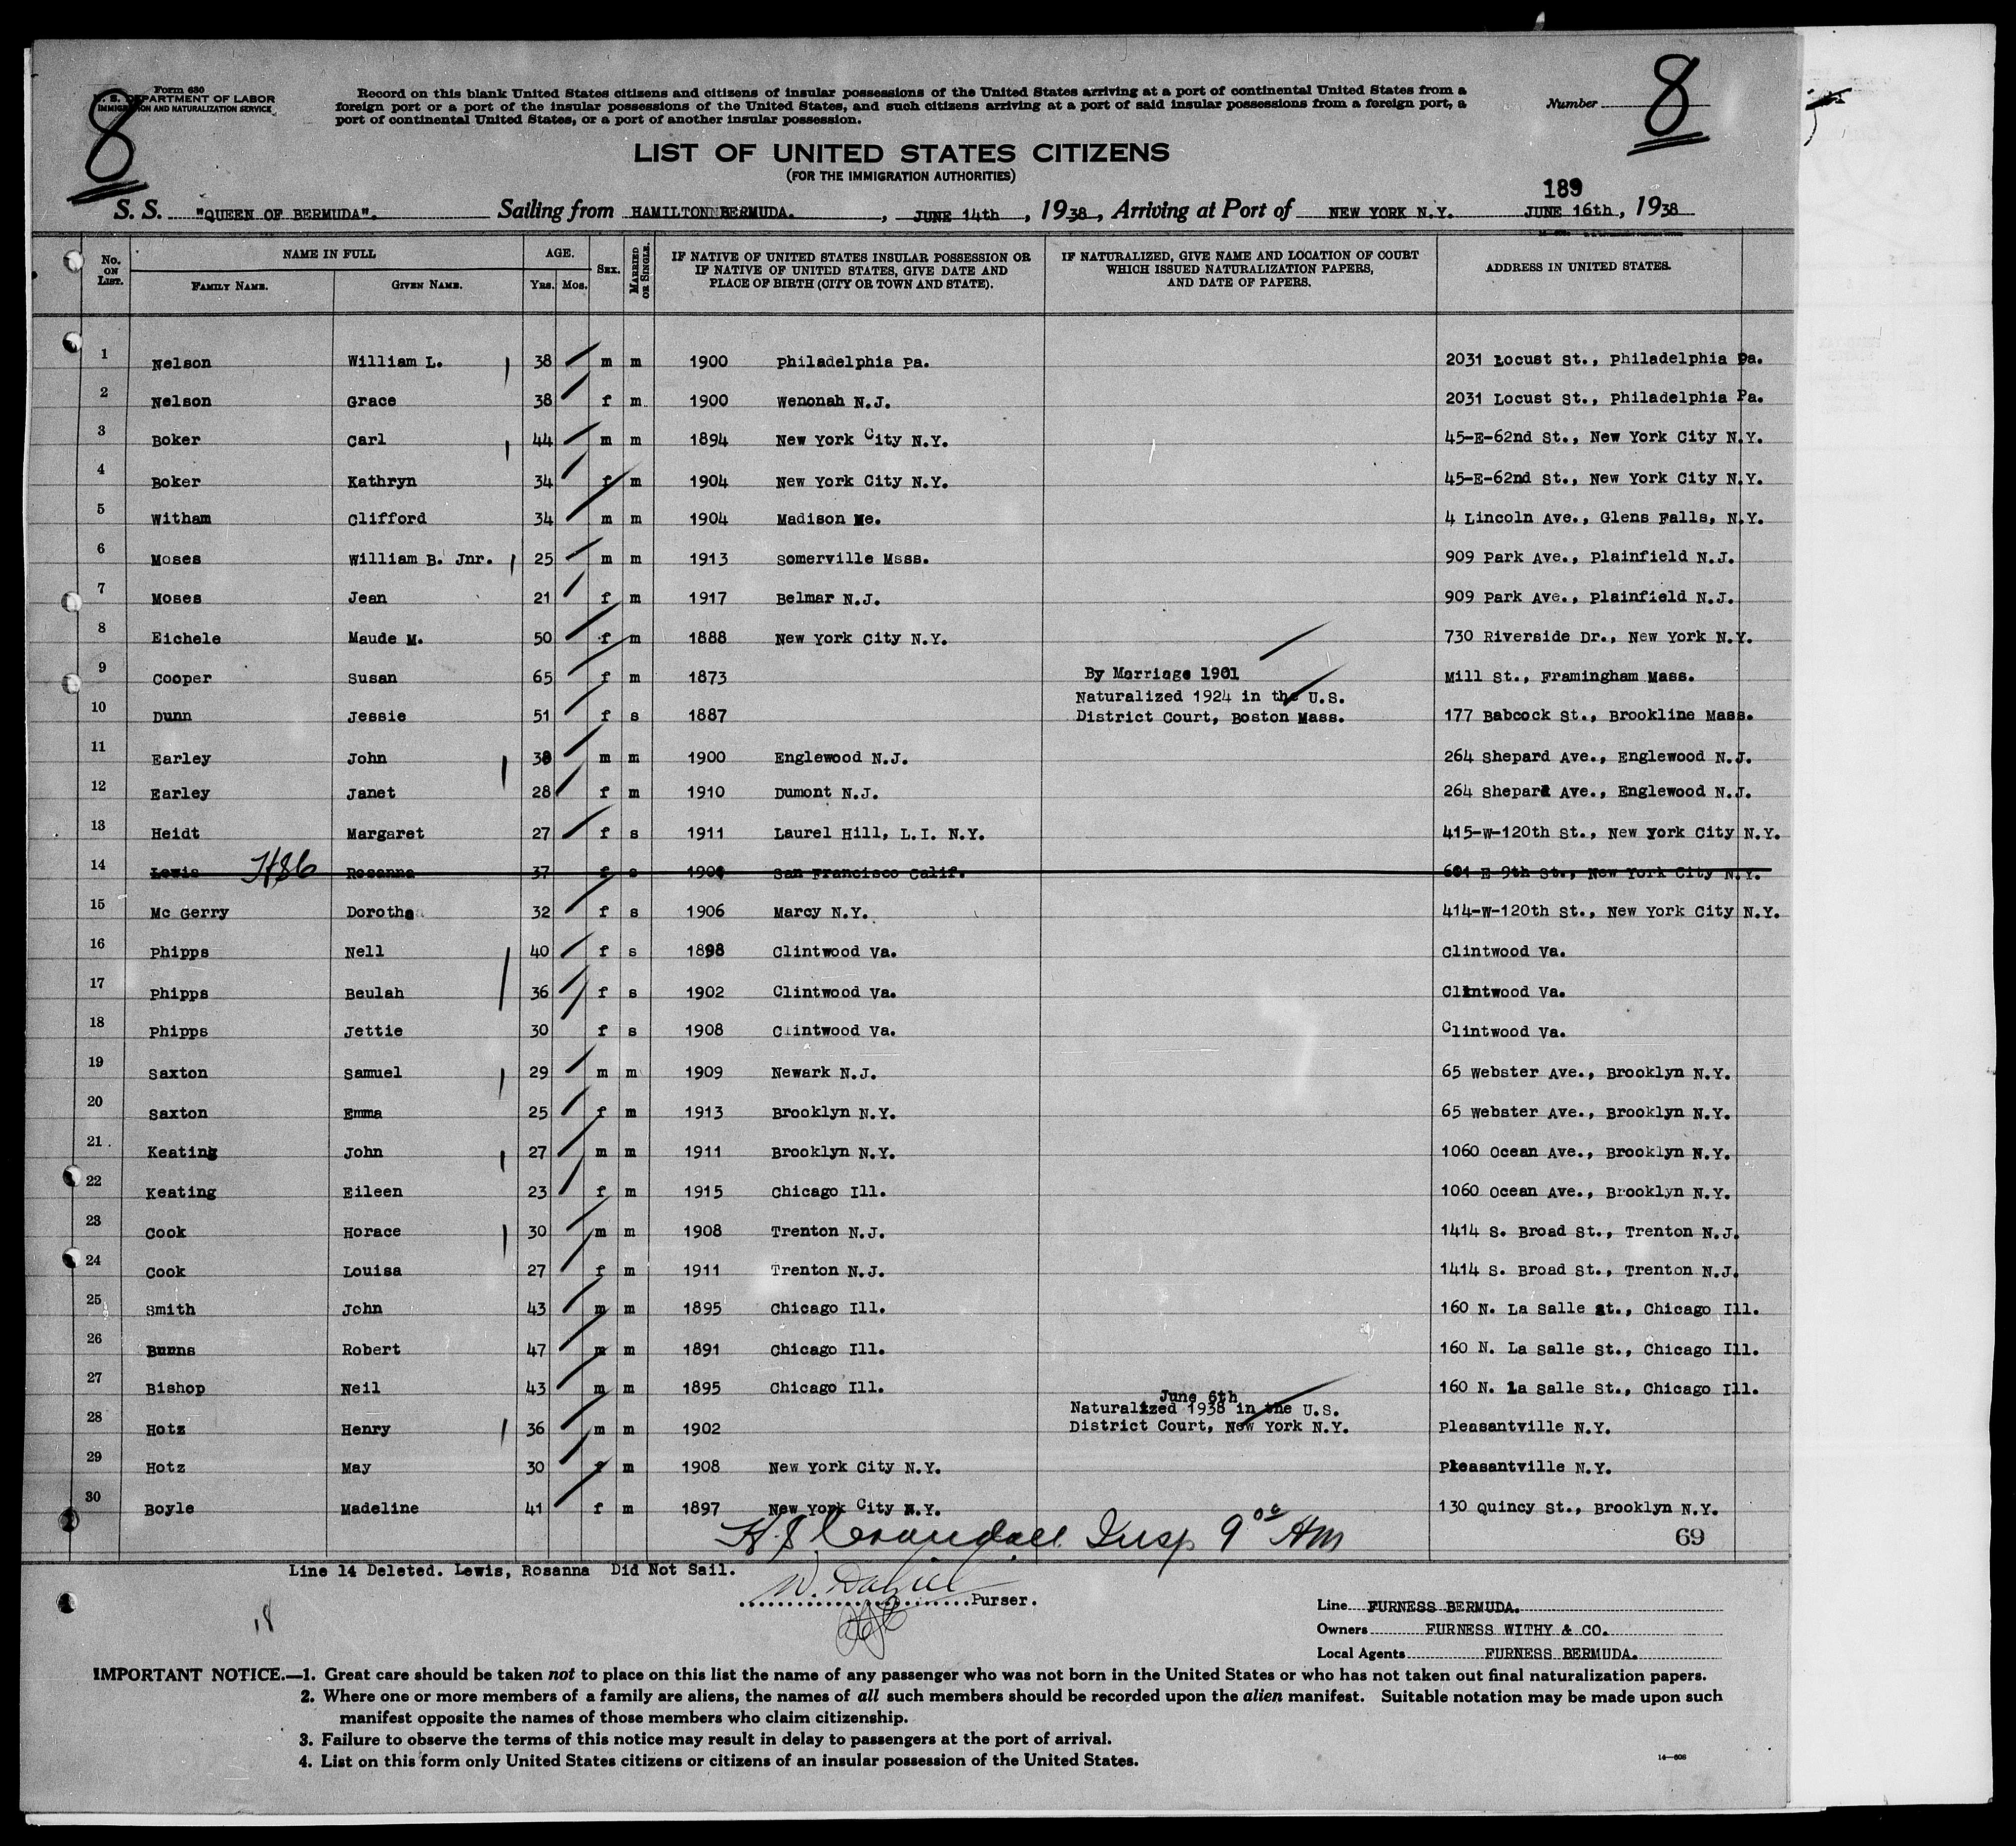 8
Form 630
U. S. DEPARTMENT OF LABOR
IMMIGRATION AND NATURALIZATION SERVICE
Record on this blank United States citizens and citizens of insular possessions of the United States arriving at a port of continental United States from a
foreign port or a port of the insular possessions of the United States, and such citizens arriving at a port of said insular possessions from a foreign port, a
port of continental United States, or a port of another insular possession.
Number 8
LIST OF UNITED STATES CITIZENS
(FOR THE IMMIGRATION AUTHORITIES)
189
S. S. "QUEEN OF BERMUDA". Sailing from HAMILTON BERMUDA. , JUNE 14th , 1938, Arriving at Port of NEW YORK N.Y. JUNE 16th, 1938
No. ON LIST. NAME IN FULL FAMILY NAME. GIVEN NAME. AGE. Yrs. Mos. SEX. MARRIED OR SINGLE. IF NATIVE OF UNITED STATES INSULAR POSSESSION OR IF NATIVE OF UNITED STATES, GIVE DATE AND PLACE OF BIRTH (CITY OR TOWN AND STATE). IF NATURALIZED, GIVE NAME AND LOCATION OF COURT WHICH ISSUED NATURALIZATION PAPERS, AND DATE OF PAPERS. ADDRESS IN UNITED STATES.
1 Nelson William L. 38 m m 1900 Philadelphia Pa. 2031 Locust St., Philadelphia Pa.
2 Nelson Grace 38 f m 1900 Wenonah N.J. 2031 Locust St., Philadelphia Pa.
3 Boker Carl 44 m m 1894 New York City N.Y. 45-E-62nd St., New York City N.Y.
4 Boker Kathryn 34 f m 1904 New York City N.Y. 45-E-62nd St., New York City N.Y.
5 Witham Clifford 34 m m 1904 Madison Me. 4 Lincoln Ave., Glens Falls, N.Y.
6 Moses William B. Jnr. 25 m m 1913 Somerville Mass. 909 Park Ave., Plainfield N.J.
7 Moses Jean 21 f m 1917 Belmar N.J. 909 Park Ave., Plainfield N.J.
8 Eichele Maude M. 50 f m 1888 New York City N.Y. 730 Riverside Dr., New York N.Y.
9 Cooper Susan 65 f m 1873 By Marriage 1901 Mill St., Framingham Mass.
Naturalized 1924 in the U.S.
10 Dunn Jessie 51 f s 1887 District Court, Boston Mass. 177 Babcock St., Brookline Mass.
11 Earley John 38 m m 1900 Englewood N.J. 264 Shepard Ave., Englewood N.J.
12 Earley Janet 28 f m 1910 Dumont N.J. 264 Shepard Ave., Englewood N.J.
13 Heidt Margaret 27 f s 1911 Laurel Hill, L.I. N.Y. 415-W-120th St., New York City N.Y.
14 Lewis H86 Rosanna 37 f s San Francisco Calif. 601 E 9th St., New York City N.Y.
15 Mc Gerry Dorothea 32 f s 1906 Marcy N.Y. 414-W-120th St., New York City N.Y.
16 Phipps Nell 40 f s 1898 Clintwood Va. Clintwood Va.
17 Phipps Beulah 36 f s 1902 Clintwood Va. Clintwood Va.
18 Phipps Jettie 30 f s 1908 Clintwood Va. Clintwood Va.
19 Saxton Samuel 29 m m 1909 Newark N.J. 65 Webster Ave., Brooklyn N.Y.
20 Saxton Emma 25 f m 1913 Brooklyn N.Y. 65 Webster Ave., Brooklyn N.Y.
21 Keating John 27 m m 1911 Brooklyn N.Y. 1060 Ocean Ave., Brooklyn N.Y.
22 Keating Eileen 23 f m 1915 Chicago Ill. 1060 Ocean Ave., Brooklyn N.Y.
23 Cook Horace 30 m m 1908 Trenton N.J. 1414 S. Broad St., Trenton N.J.
24 Cook Louisa 27 f m 1911 Trenton N.J. 1414 S. Broad St., Trenton N.J.
25 Smith John 43 m m 1895 Chicago Ill. 160 N. La Salle St., Chicago Ill.
26 Burns Robert 47 m m 1891 Chicago Ill. 160 N. La Salle St., Chicago Ill.
27 Bishop Neil 43 m m 1895 Chicago Ill. 160 N. La Salle St., Chicago Ill.
June 6th
Naturalized 1938 in the U.S.
28 Hotz Henry 36 m m 1902 District Court, New York N.Y. Pleasantville N.Y.
29 Hotz May 30 f m 1908 New York City N.Y. Pleasantville N.Y.
30 Boyle Madeline 41 f m 1897 New York City N.Y. 130 Quincy St., Brooklyn N.Y.
Crandall Insp 9 AM 69
Line 14 Deleted. Lewis, Rosanna Did Not Sail.
Purser.
18
Line FURNESS BERMUDA.
Owners FURNESS WITHY & CO.
Local Agents FURNESS BERMUDA.
IMPORTANT NOTICE.—1. Great care should be taken not to place on this list the name of any passenger who was not born in the United States or who has not taken out final naturalization papers.
2. Where one or more members of a family are aliens, the names of all such members should be recorded upon the alien manifest. Suitable notation may be made upon such
manifest opposite the names of those members who claim citizenship.
3. Failure to observe the terms of this notice may result in delay to passengers at the port of arrival.
4. List on this form only United States citizens or citizens of an insular possession of the United States.
14—608